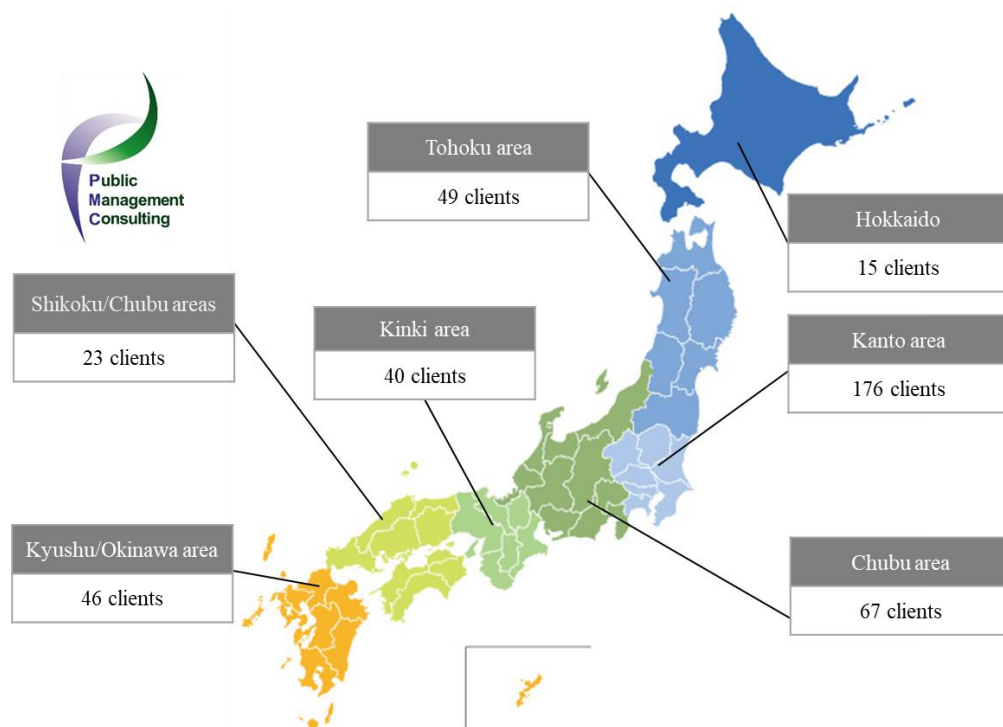 Public
Management
Consulting
Tohoku area
49 clients
Hokkaido
15 clients
Shikoku/Chubu areas
23 clients
Kinki area
40 clients
Kanto area
176 clients
Kyushu/Okinawa area
46 clients
Chubu area
67 clients